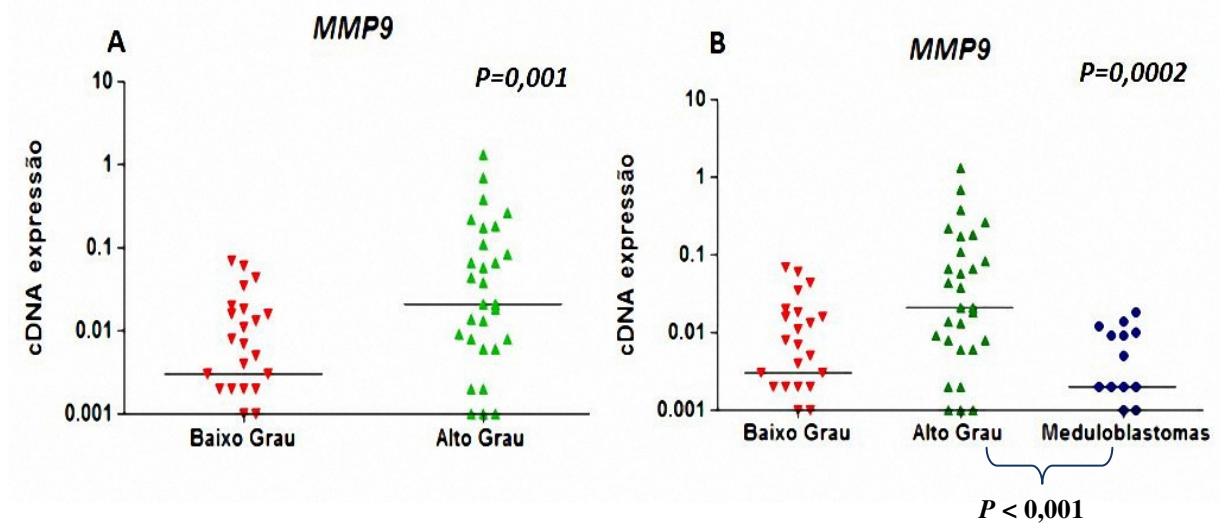 A
MMP9
P=0,001
cDNA expressão
10
1
0.1
0.01
0.001
Baixo Grau
Alto Grau
B
MMP9
P=0,0002
cDNA expressão
10
1
0.1
0.01
0.001
Baixo Grau
Alto Grau
Meduloblastomas
P < 0,001